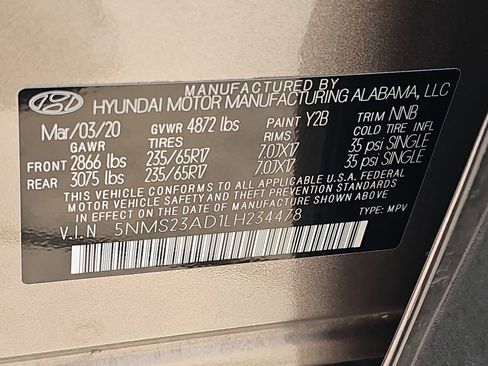 MANUFACTURED BY
HYUNDAI MOTOR MANUFACTURING ALABAMA, LLC
Mar/03/20 GVWR 4872 lbs PAINT Y2B TRIM NNB
GAWR TIRES RIMS COLD TIRE INFL
FRONT 2866 lbs 235/65R17 7.0JX17 35 psi SINGLE
REAR 3075 lbs 235/65R17 7.0JX17 35 psi SINGLE
THIS VEHICLE CONFORMS TO ALL APPLICABLE U.S.A. FEDERAL
MOTOR VEHICLE SAFETY, BUMPER, AND THEFT PREVENTION
STANDARDS IN EFFECT ON THE DATE OF MANUFACTURE SHOWN ABOVE.
V.I.N 5NMS23AD1LH234478 TYPE: MPV